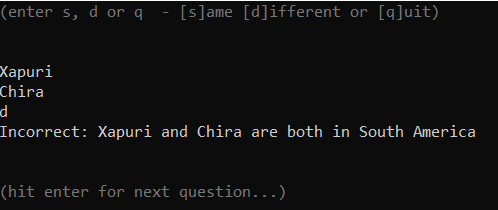 (enter s, d or q  - [s]ame [d]ifferent or [q]uit)
Xapuri
Chira
d
Incorrect: Xapuri and Chira are both in South America
(hit enter for next question...)